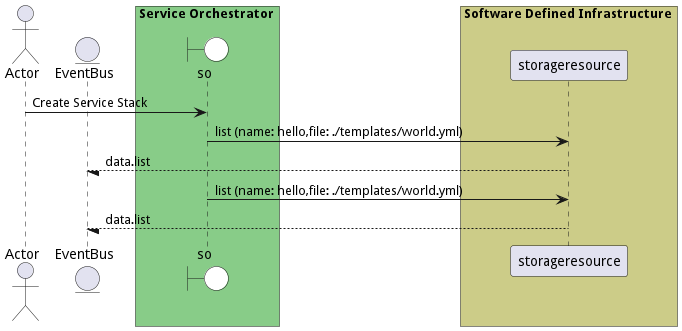 Service Orchestrator
Software Defined Infrastructure
Actor
EventBus
so
storageresource
Create Service Stack
list (name: hello,file: ./templates/world.yml)
data.list
list (name: hello,file: ./templates/world.yml)
data.list
Actor
EventBus
so
storageresource